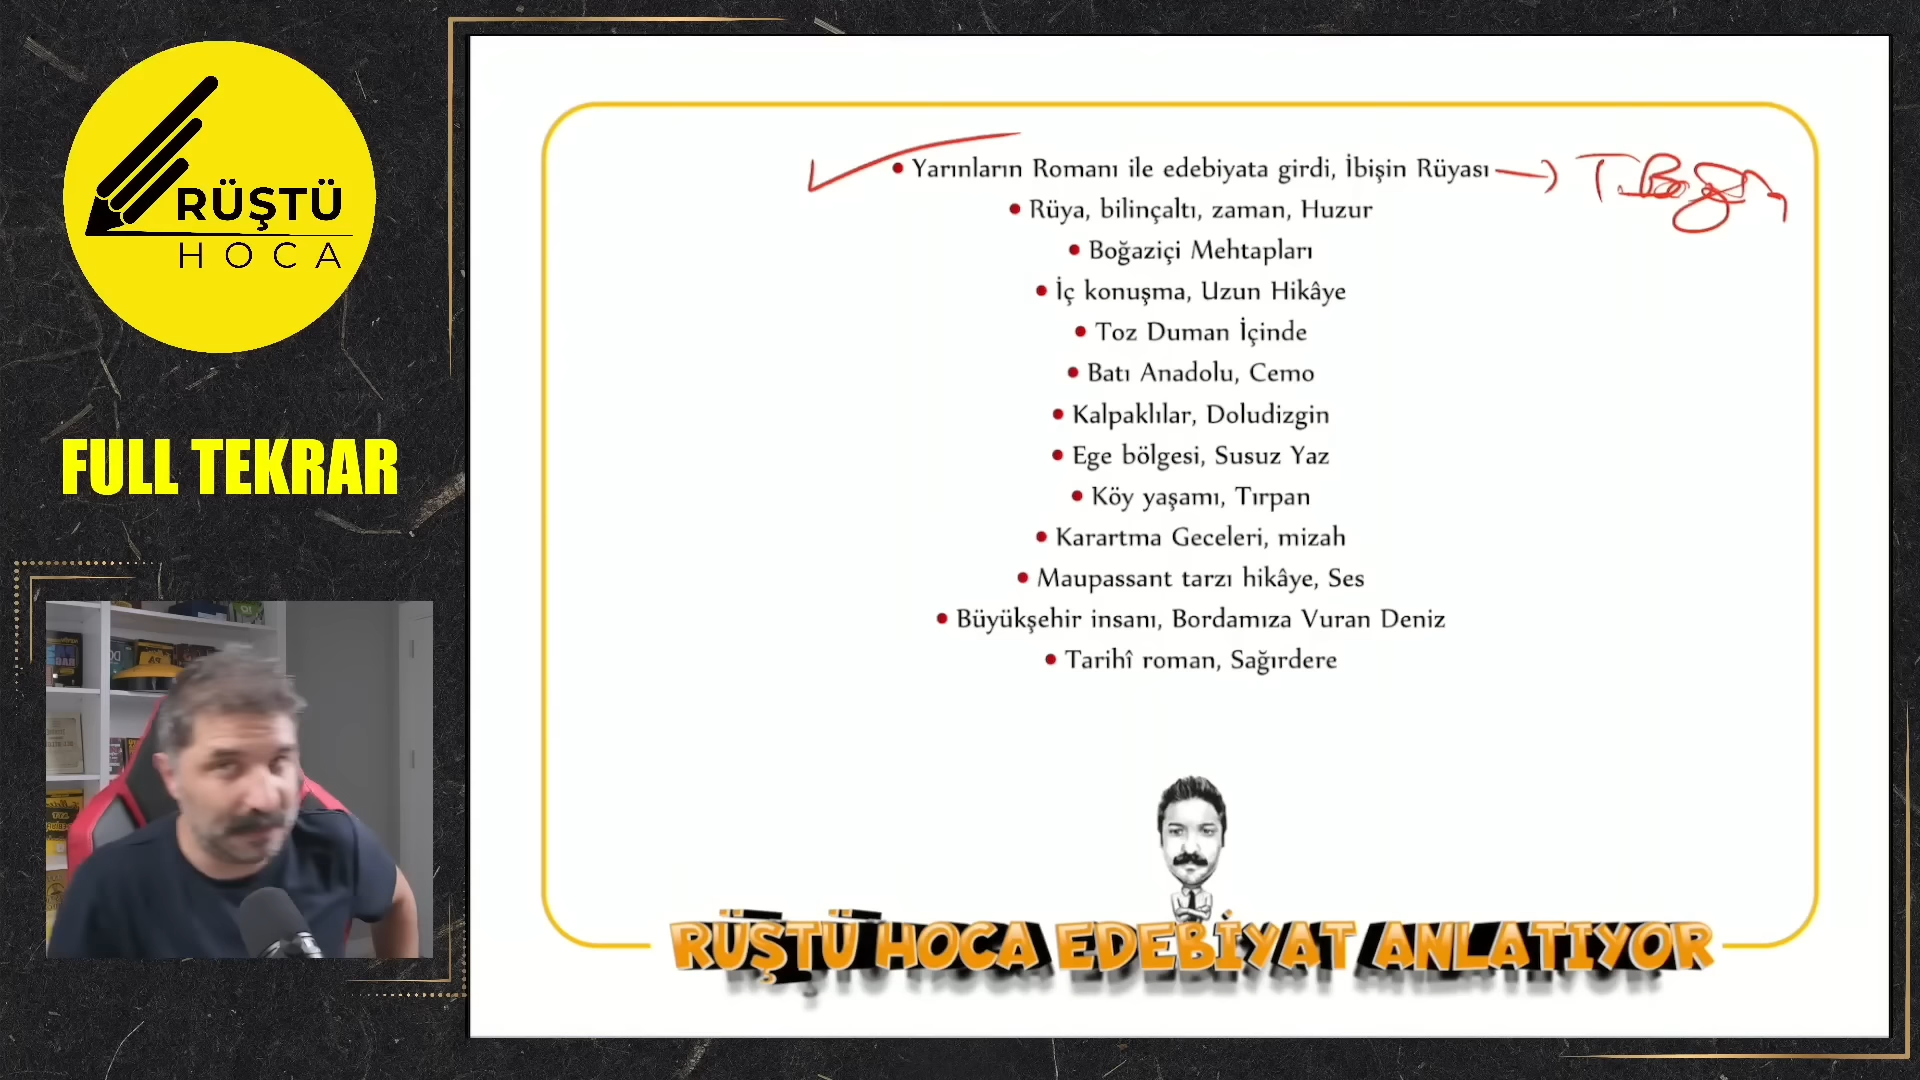 RÜŞTÜ
HOCA
FULL TEKRAR
• Yarınların Romanı ile edebiyata girdi, İbişin Rüyası → T. Buğra
• Rüya, bilinçaltı, zaman, Huzur
• Boğaziçi Mehtapları
• İç konuşma, Uzun Hikâye
• Toz Duman İçinde
• Batı Anadolu, Cemo
• Kalpaklılar, Doludizgin
• Ege bölgesi, Susuz Yaz
• Köy yaşamı, Tırpan
• Karartma Geceleri, mizah
• Maupassant tarzı hikâye, Ses
• Büyükşehir insanı, Bordamıza Vuran Deniz
• Tarihî roman, Sağırdere
RÜŞTÜ HOCA EDEBİYAT ANLATIYOR